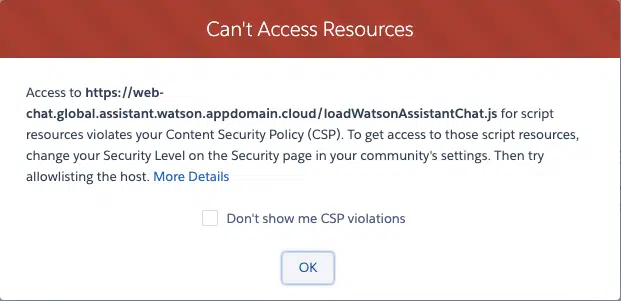 Can't Access Resources
Access to https://web-
chat.global.assistant.watson.appdomain.cloud/loadWatsonAssistantChat.js for script
resources violates your Content Security Policy (CSP). To get access to those script resources,
change your Security Level on the Security page in your community's settings. Then try
allowlisting the host. More Details
Don't show me CSP violations
OK